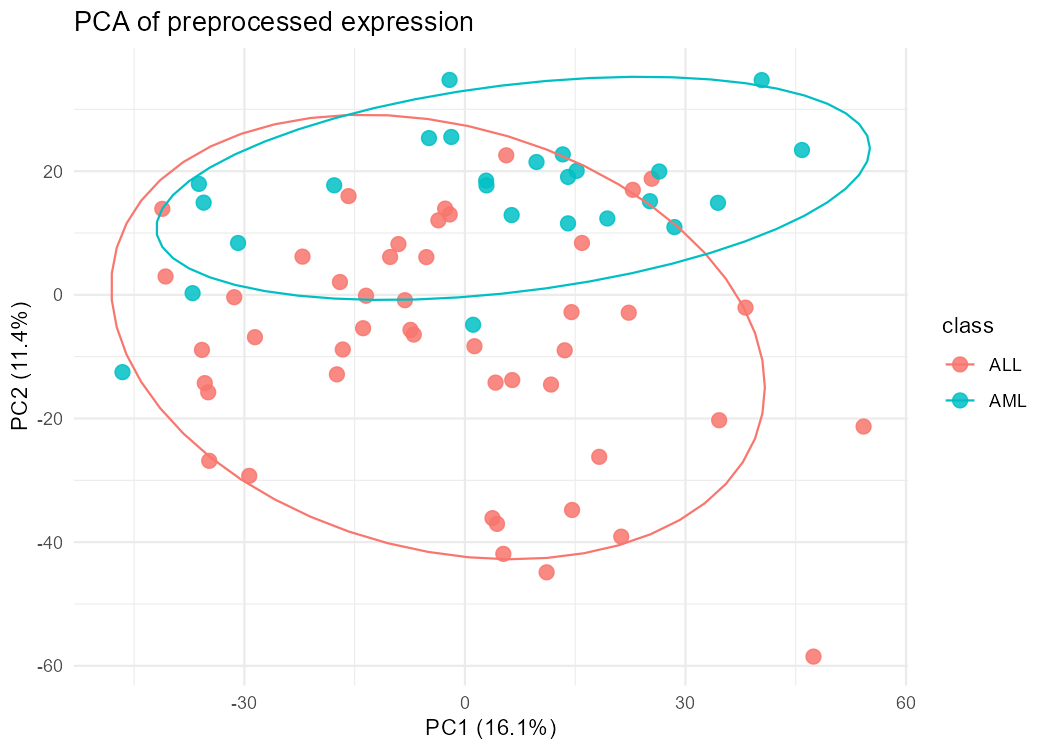 PCA of preprocessed expression
PC2 (11.4%)
20
0
-20
-40
-60
-30
0
30
60
PC1 (16.1%)
class
ALL
AML